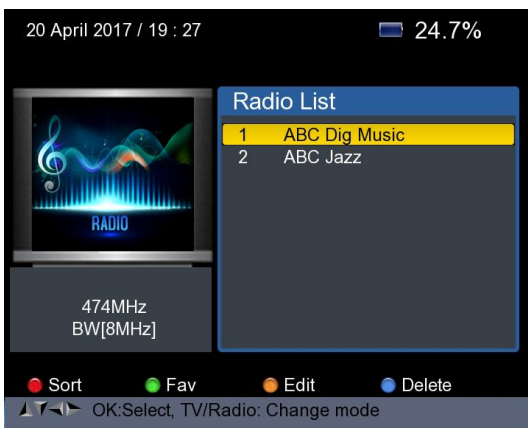 20 April 2017 / 19 : 27
24.7%
Radio List
1 ABC Dig Music
2 ABC Jazz
RADIO
474MHz
BW[8MHz]
Sort Fav Edit Delete
OK:Select, TV/Radio: Change mode